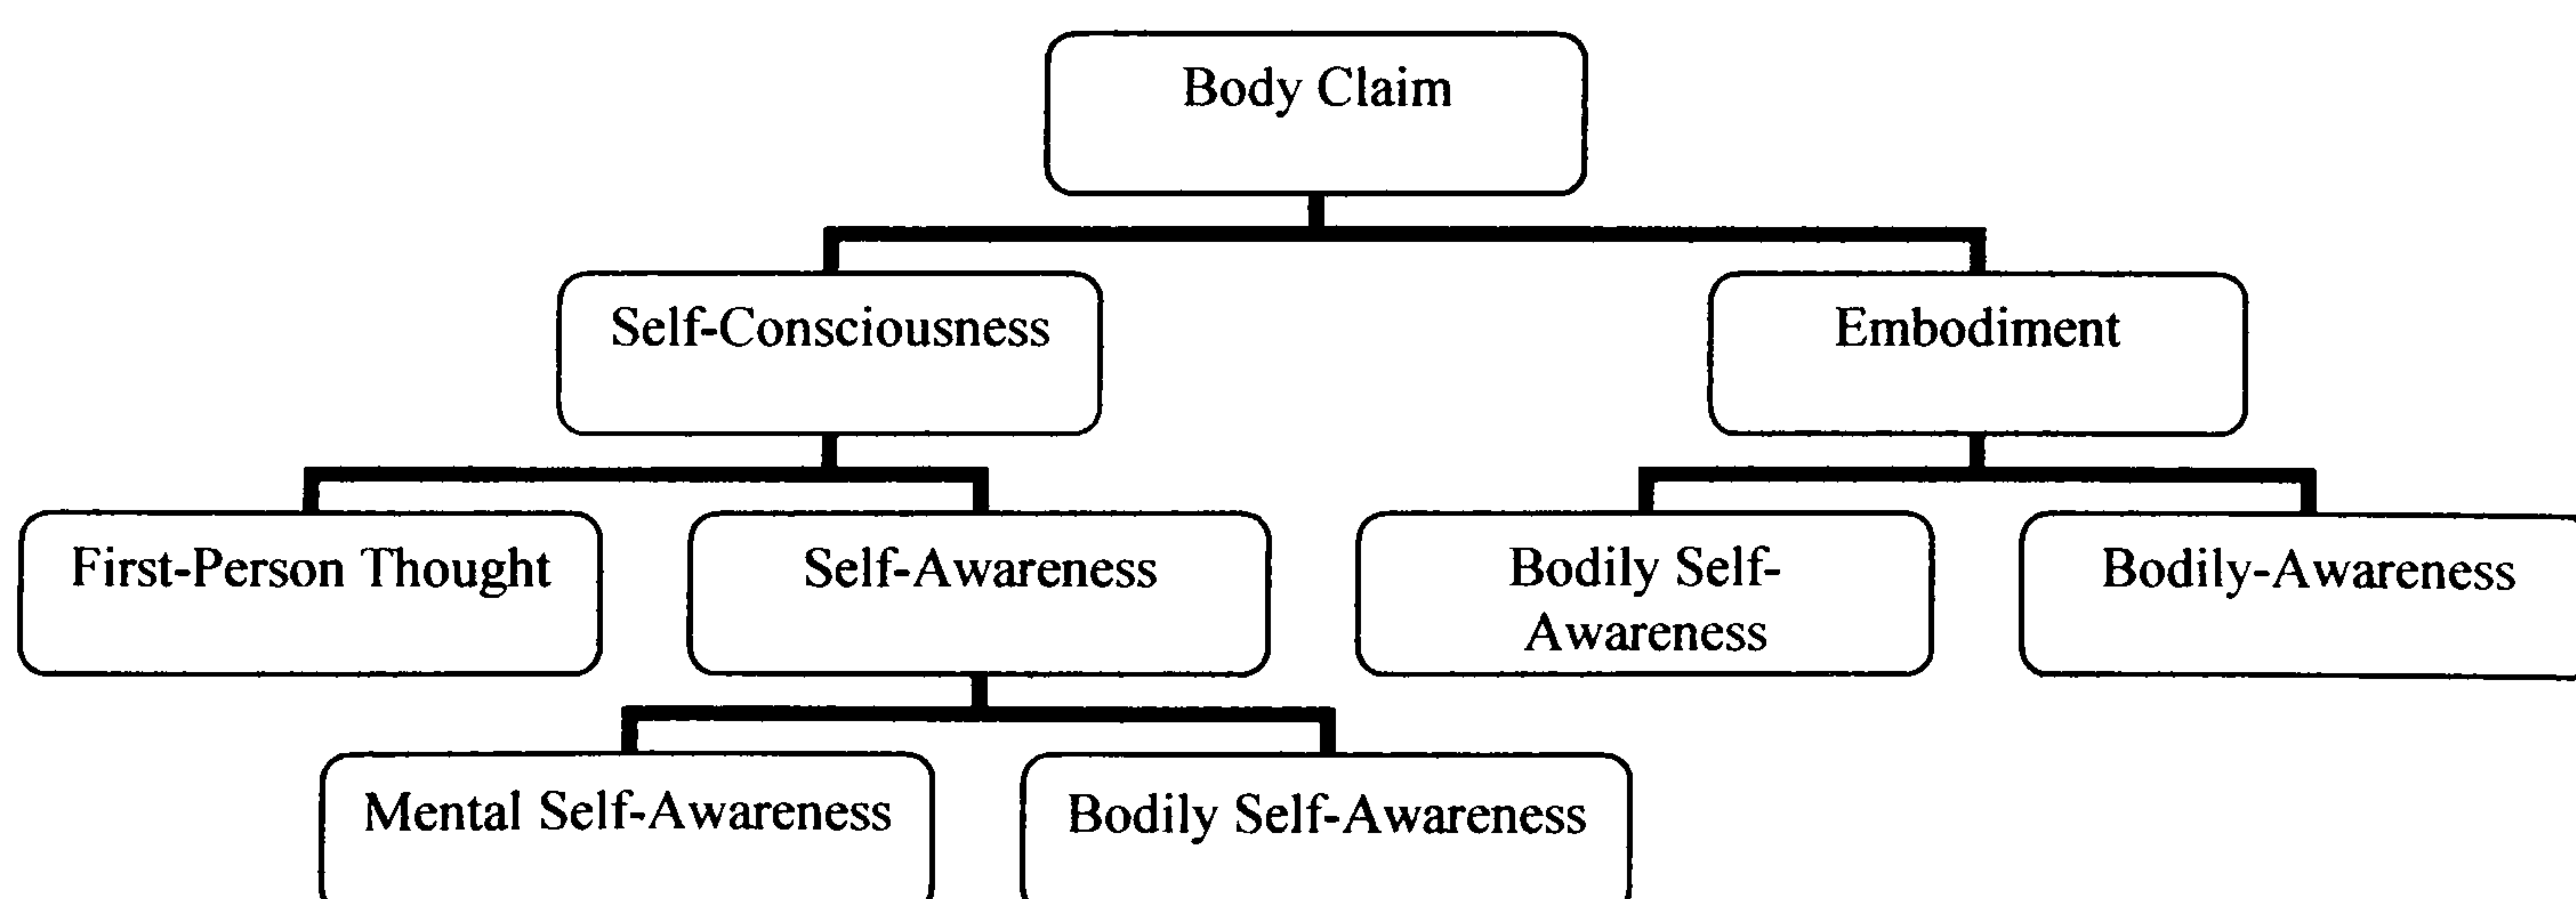 Body Claim
Self-Consciousness
Embodiment
First-Person Thought
Self-Awareness
Bodily Self-
Awareness
Bodily-Awareness
Mental Self-Awareness
Bodily Self-Awareness